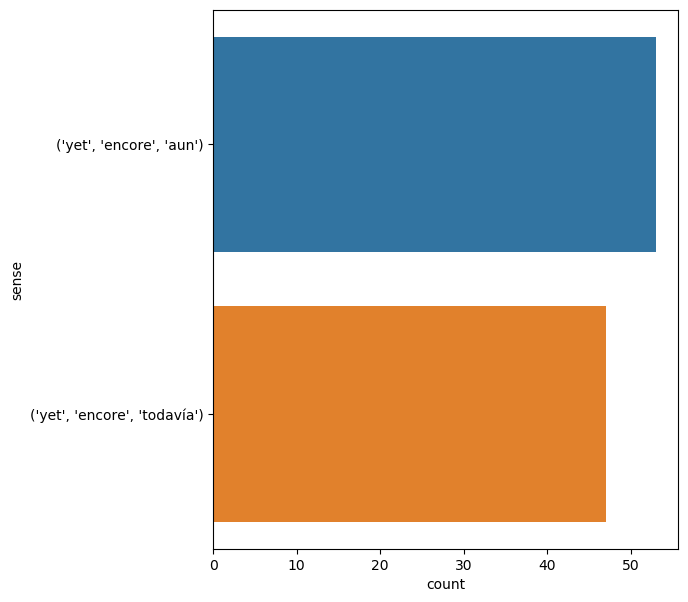 ('yet', 'encore', 'aun')
sense
('yet', 'encore', 'todavía')
0 10 20 30 40 50
count